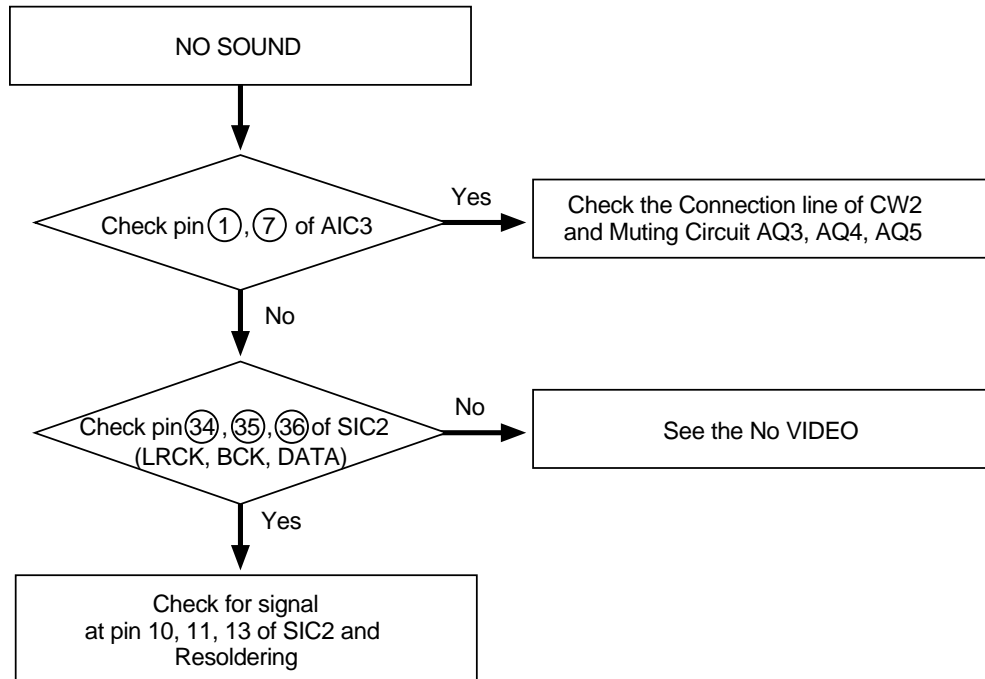 NO SOUND
Check pin 1, 7 of AIC3
Yes
Check the Connection line of CW2
and Muting Circuit AQ3, AQ4, AQ5
No
Check pin 34, 35, 36 of SIC2
(LRCK, BCK, DATA)
No
See the No VIDEO
Yes
Check for signal
at pin 10, 11, 13 of SIC2 and
Resoldering